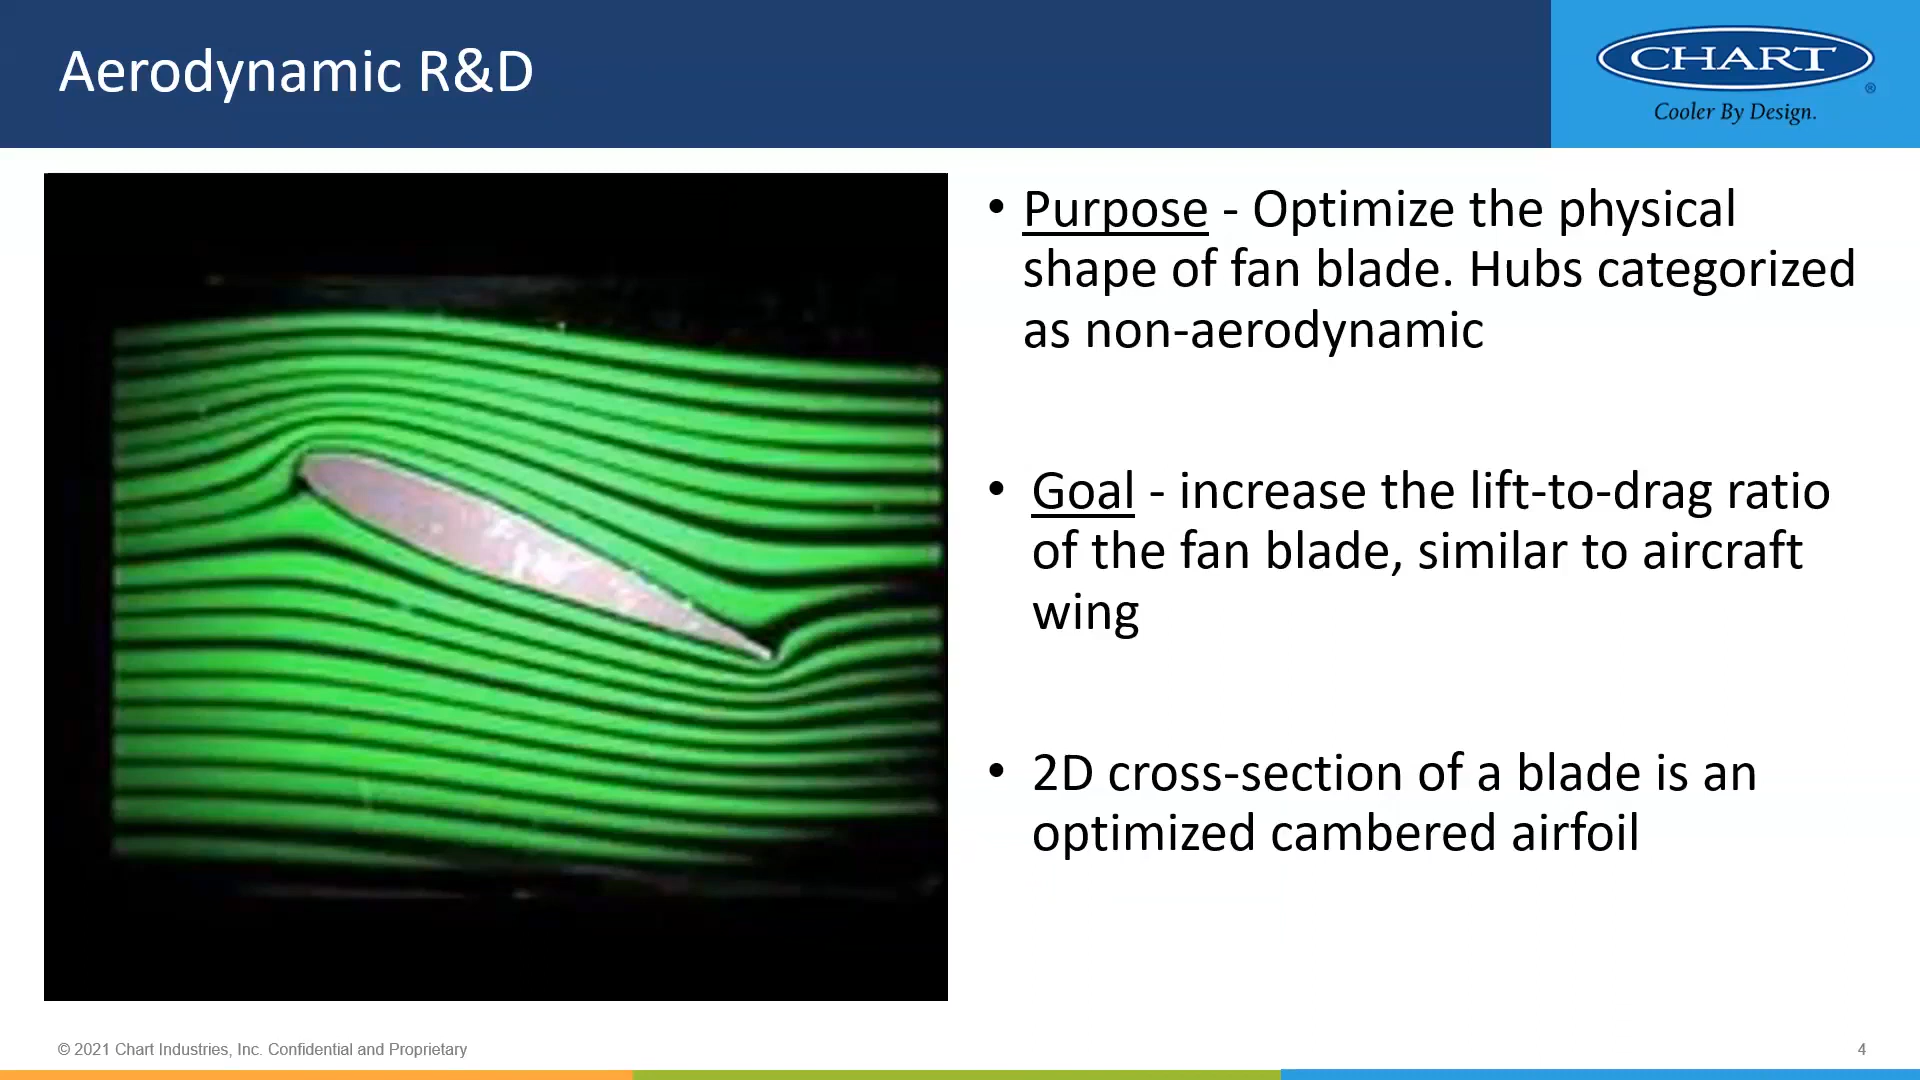 Aerodynamic R&D
CHART
®
Cooler By Design.
• Purpose - Optimize the physical
shape of fan blade. Hubs categorized
as non-aerodynamic
• Goal - increase the lift-to-drag ratio
of the fan blade, similar to aircraft
wing
• 2D cross-section of a blade is an
optimized cambered airfoil
© 2021 Chart Industries, Inc. Confidential and Proprietary
4